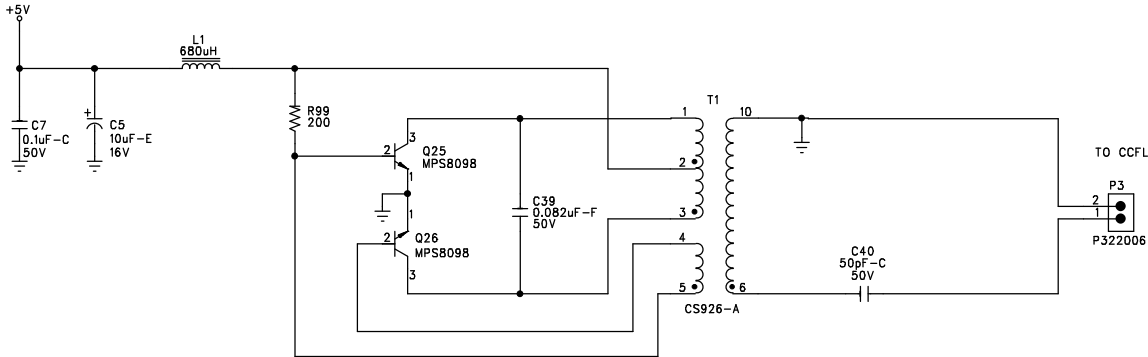 +5V
L1
680uH
C7
0.1uF-C
50V
+
C5
10uF-E
16V
R99
200
3
2
Q25
MPS8098
1
1
2
Q26
MPS8098
3
C39
0.082uF-F
50V
T1
1
10
2
3
4
5
6
CS926-A
C40
50pF-C
50V
TO CCFL
P3
2
1
P322006